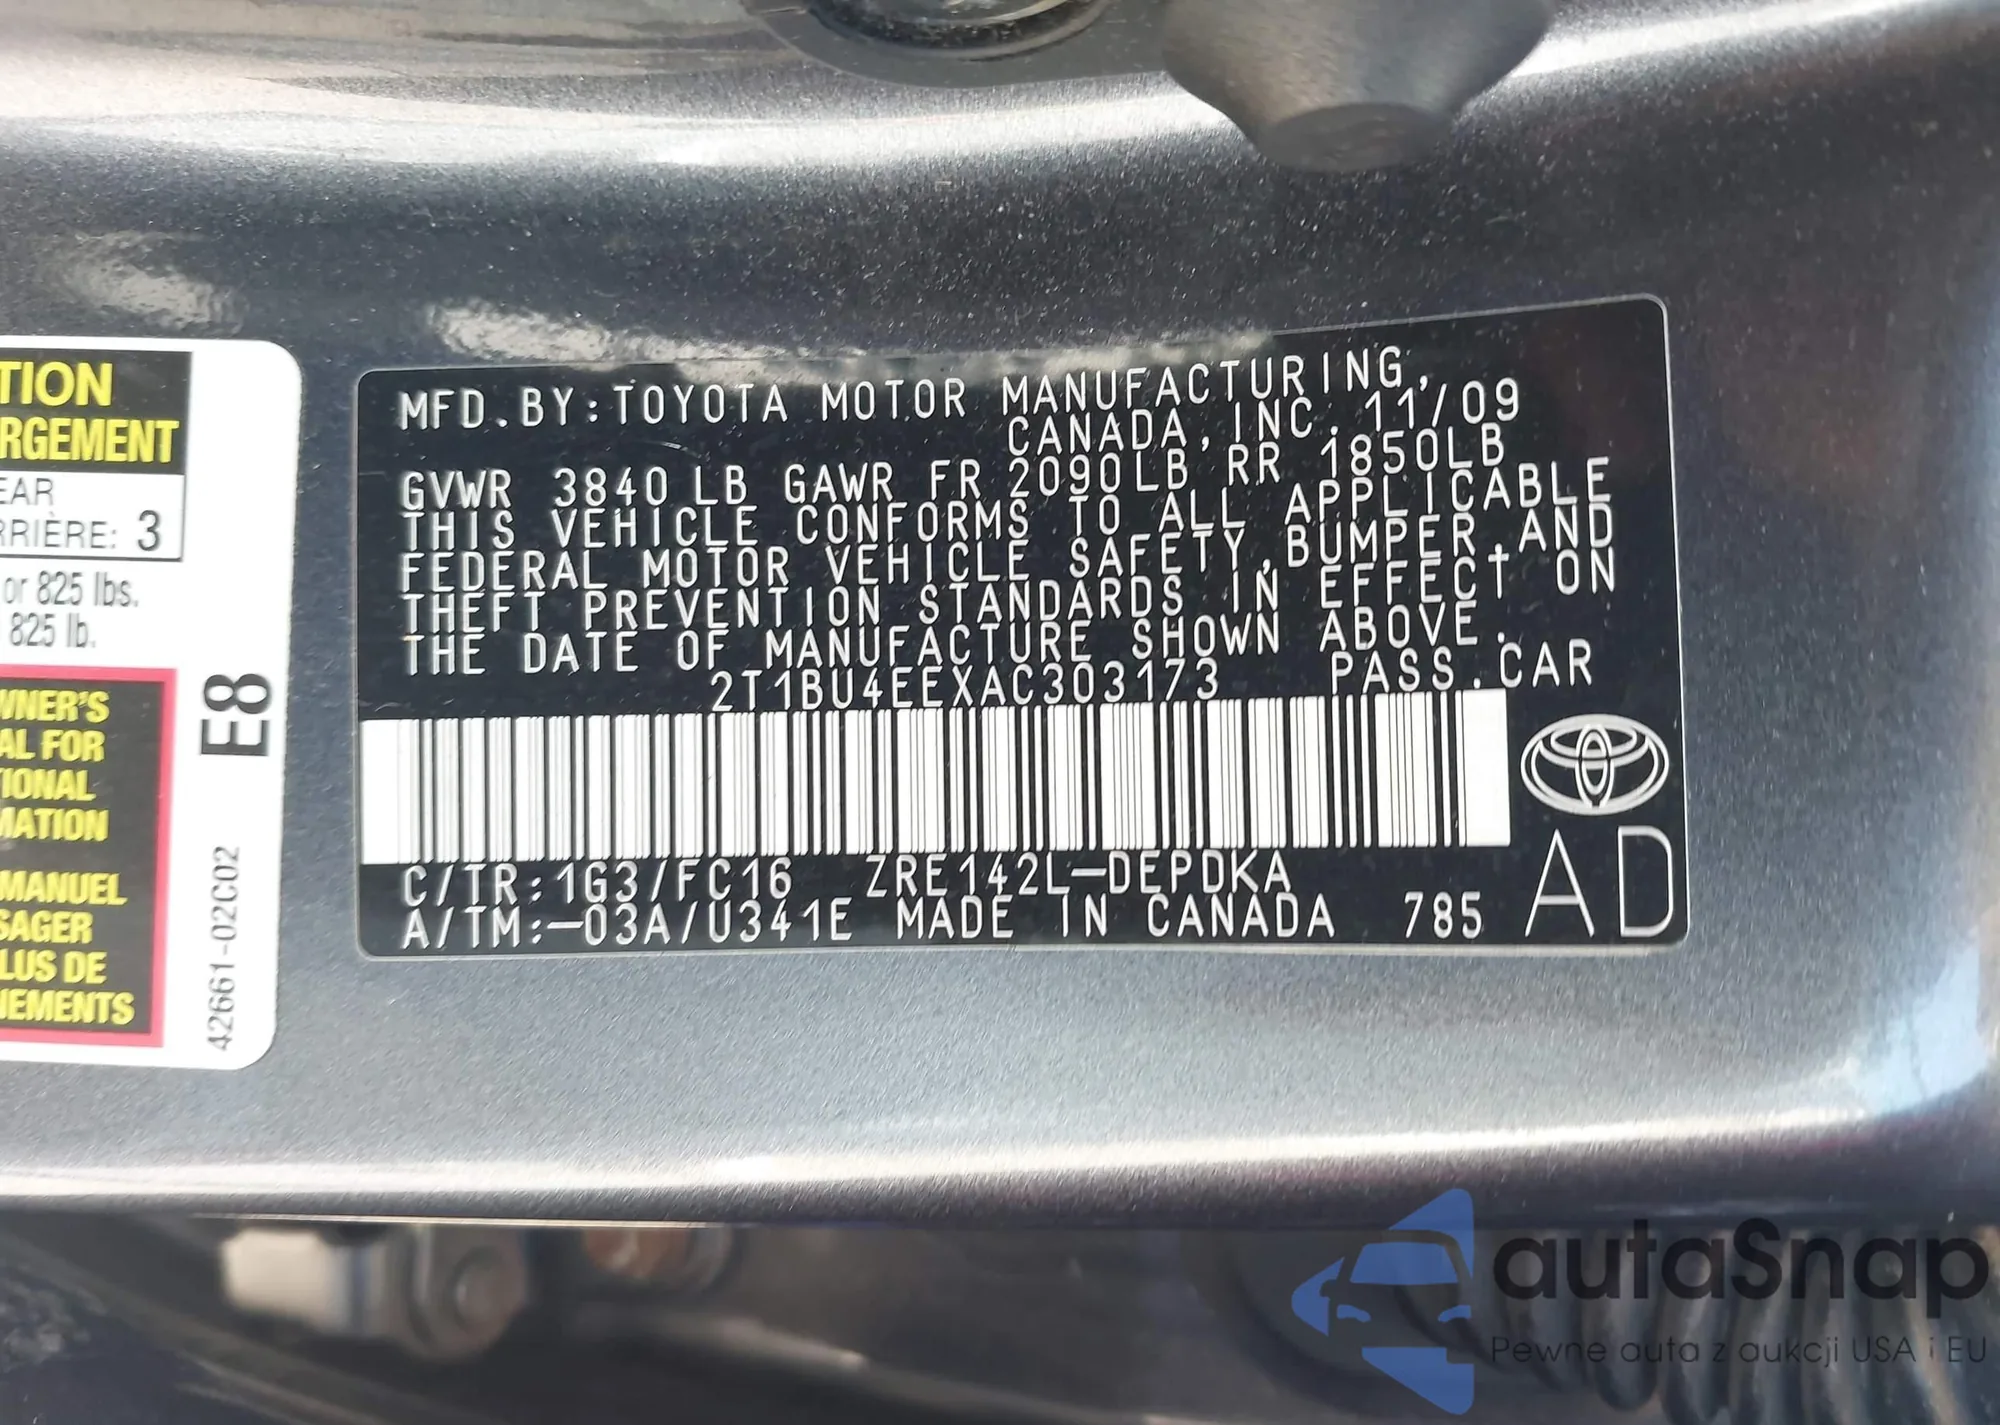 TION
RGEMENT
EAR
RRIÈRE: 3
or 825 lbs.
825 lb.
WNER'S
AL FOR
TIONAL
MATION
MANUEL
SAGER
LUS DE
NEMENTS
E8
42661-02C02
MFD.BY:TOYOTA MOTOR MANUFACTURING,
CANADA,INC. 11/09
GVWR 3840LB GAWR FR 2090LB RR 1850LB
THIS VEHICLE CONFORMS TO ALL APPLICABLE
FEDERAL MOTOR VEHICLE SAFETY,BUMPER,AND
THEFT PREVENTION STANDARDS IN EFFECT ON
THE DATE OF MANUFACTURE SHOWN ABOVE.
2T1BU4EEXAC303173 PASS.CAR
C/TR:1G3/FC16 ZRE142L-DEPDKA
A/TM:-03A/U341E MADE IN CANADA 785
AD
autaSnap
Pewne auta z aukcji USA i EU